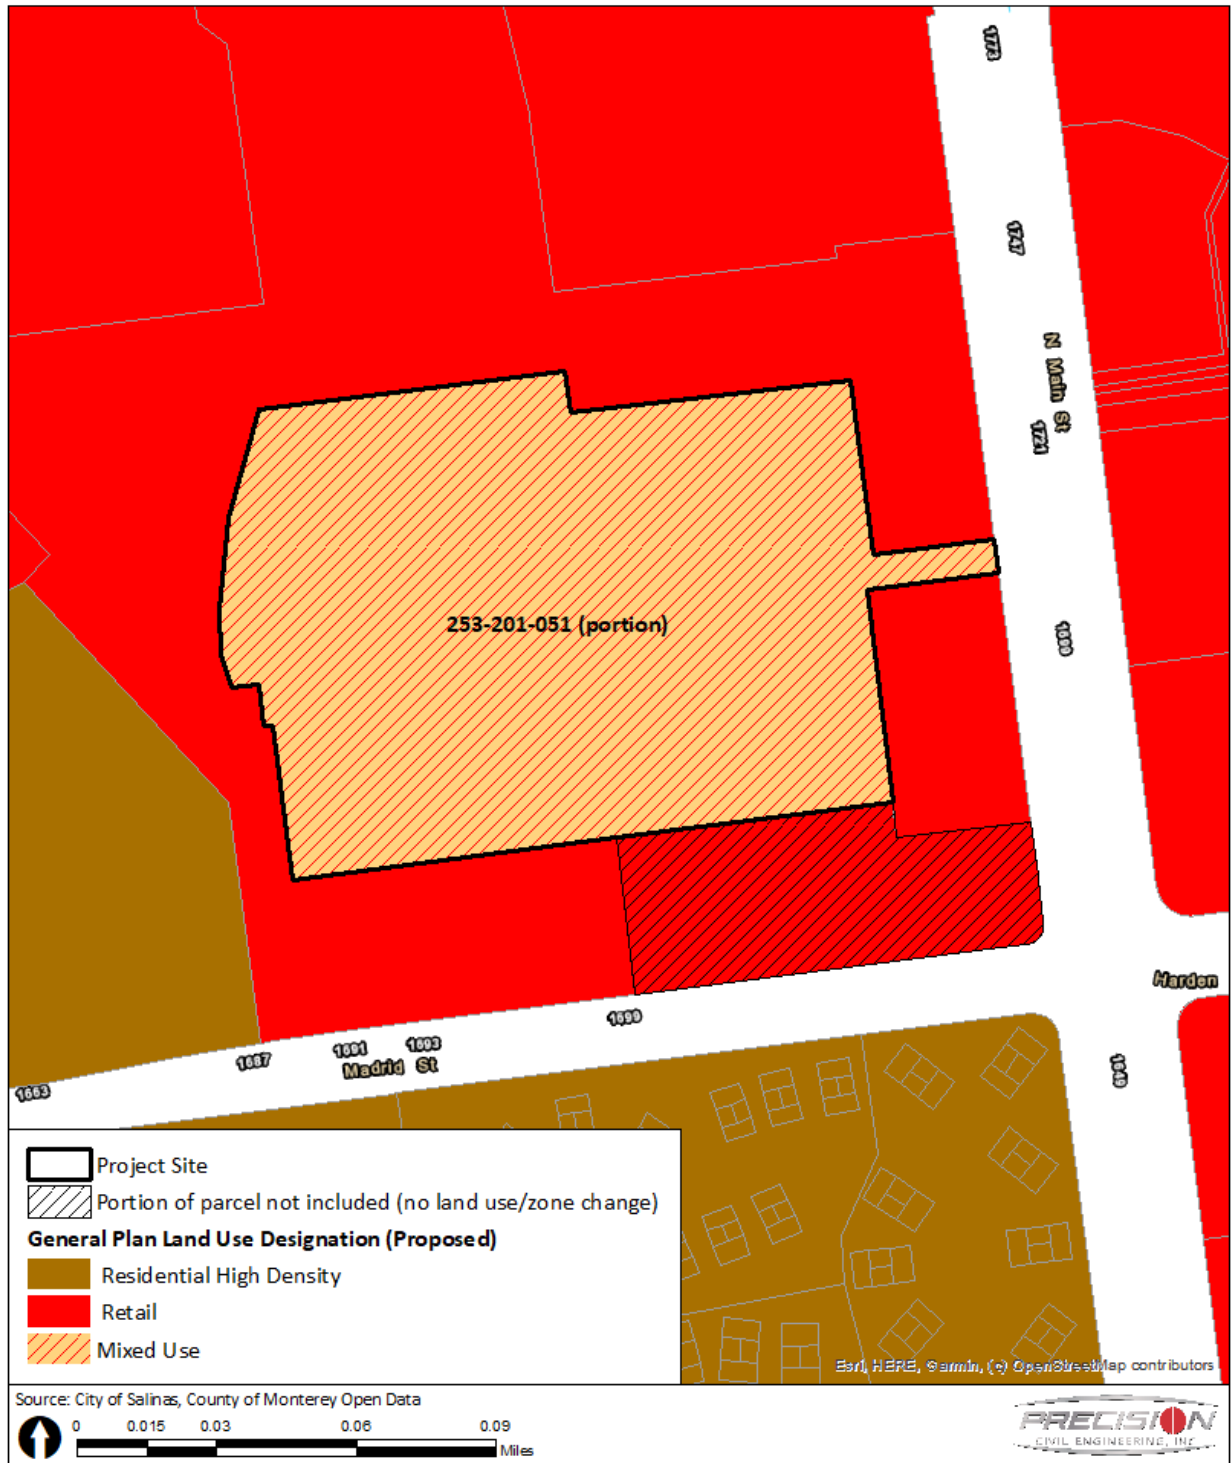 1773
1747
N Main St
1721
1699
253-201-051 (portion)
Harden
1699
1693
1691
1687
Madrid St
1663
1649
Project Site
Portion of parcel not included (no land use/zone change)
General Plan Land Use Designation (Proposed)
Residential High Density
Retail
Mixed Use
Esri, HERE, Garmin, (c) OpenStreetMap contributors
Source: City of Salinas, County of Monterey Open Data
0 0.015 0.03 0.06 0.09
Miles
PRECISION
CIVIL ENGINEERING, INC